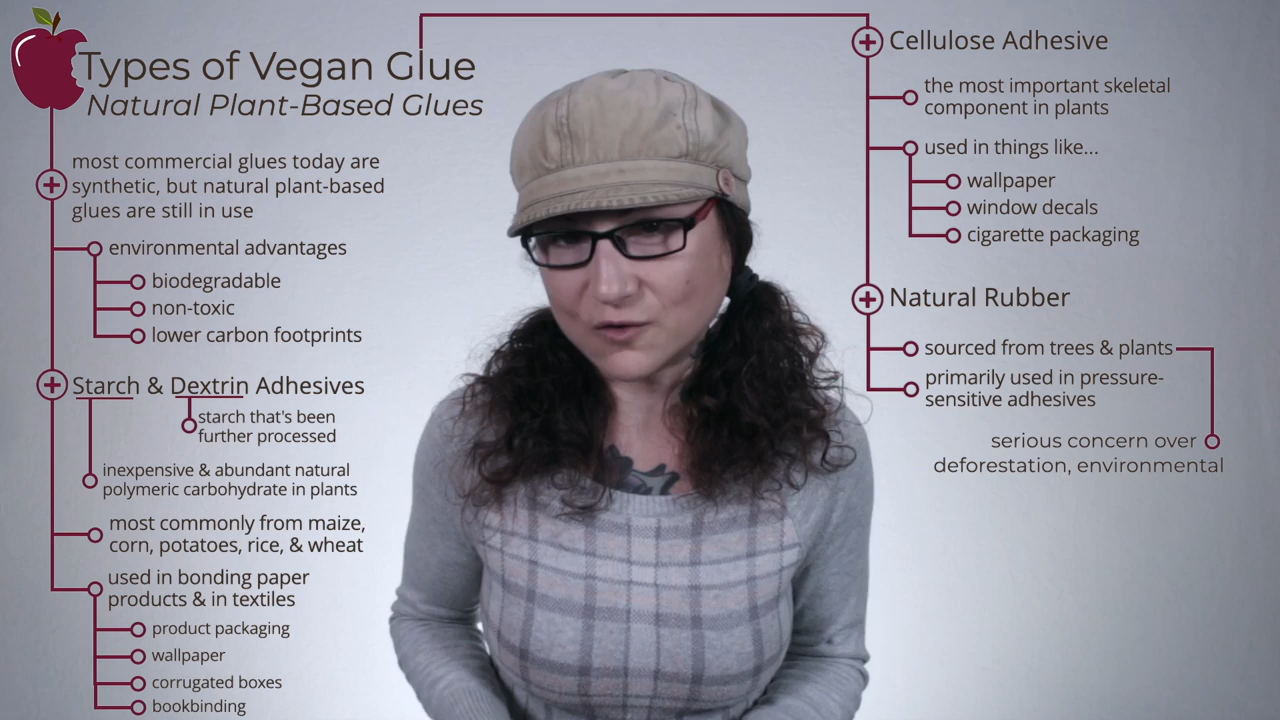 Types of Vegan Glue
Natural Plant-Based Glues
most commercial glues today are
synthetic, but natural plant-based
glues are still in use
environmental advantages
biodegradable
non-toxic
lower carbon footprints
Starch & Dextrin Adhesives
starch that's been
further processed
inexpensive & abundant natural
polymeric carbohydrate in plants
most commonly from maize,
corn, potatoes, rice, & wheat
used in bonding paper
products & in textiles
product packaging
wallpaper
corrugated boxes
bookbinding
Cellulose Adhesive
the most important skeletal
component in plants
used in things like...
wallpaper
window decals
cigarette packaging
Natural Rubber
sourced from trees & plants
primarily used in pressure-
sensitive adhesives
serious concern over
deforestation, environmental